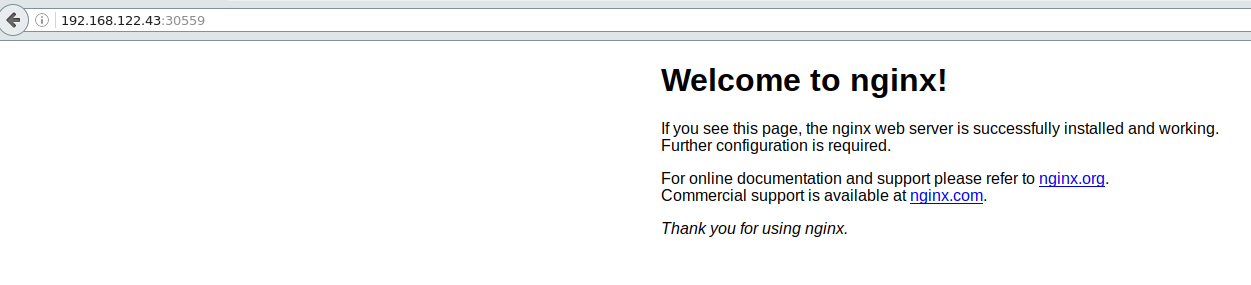 192.168.122.43:30559
Welcome to nginx!
If you see this page, the nginx web server is successfully installed and working.
Further configuration is required.
For online documentation and support please refer to nginx.org.
Commercial support is available at nginx.com.
Thank you for using nginx.